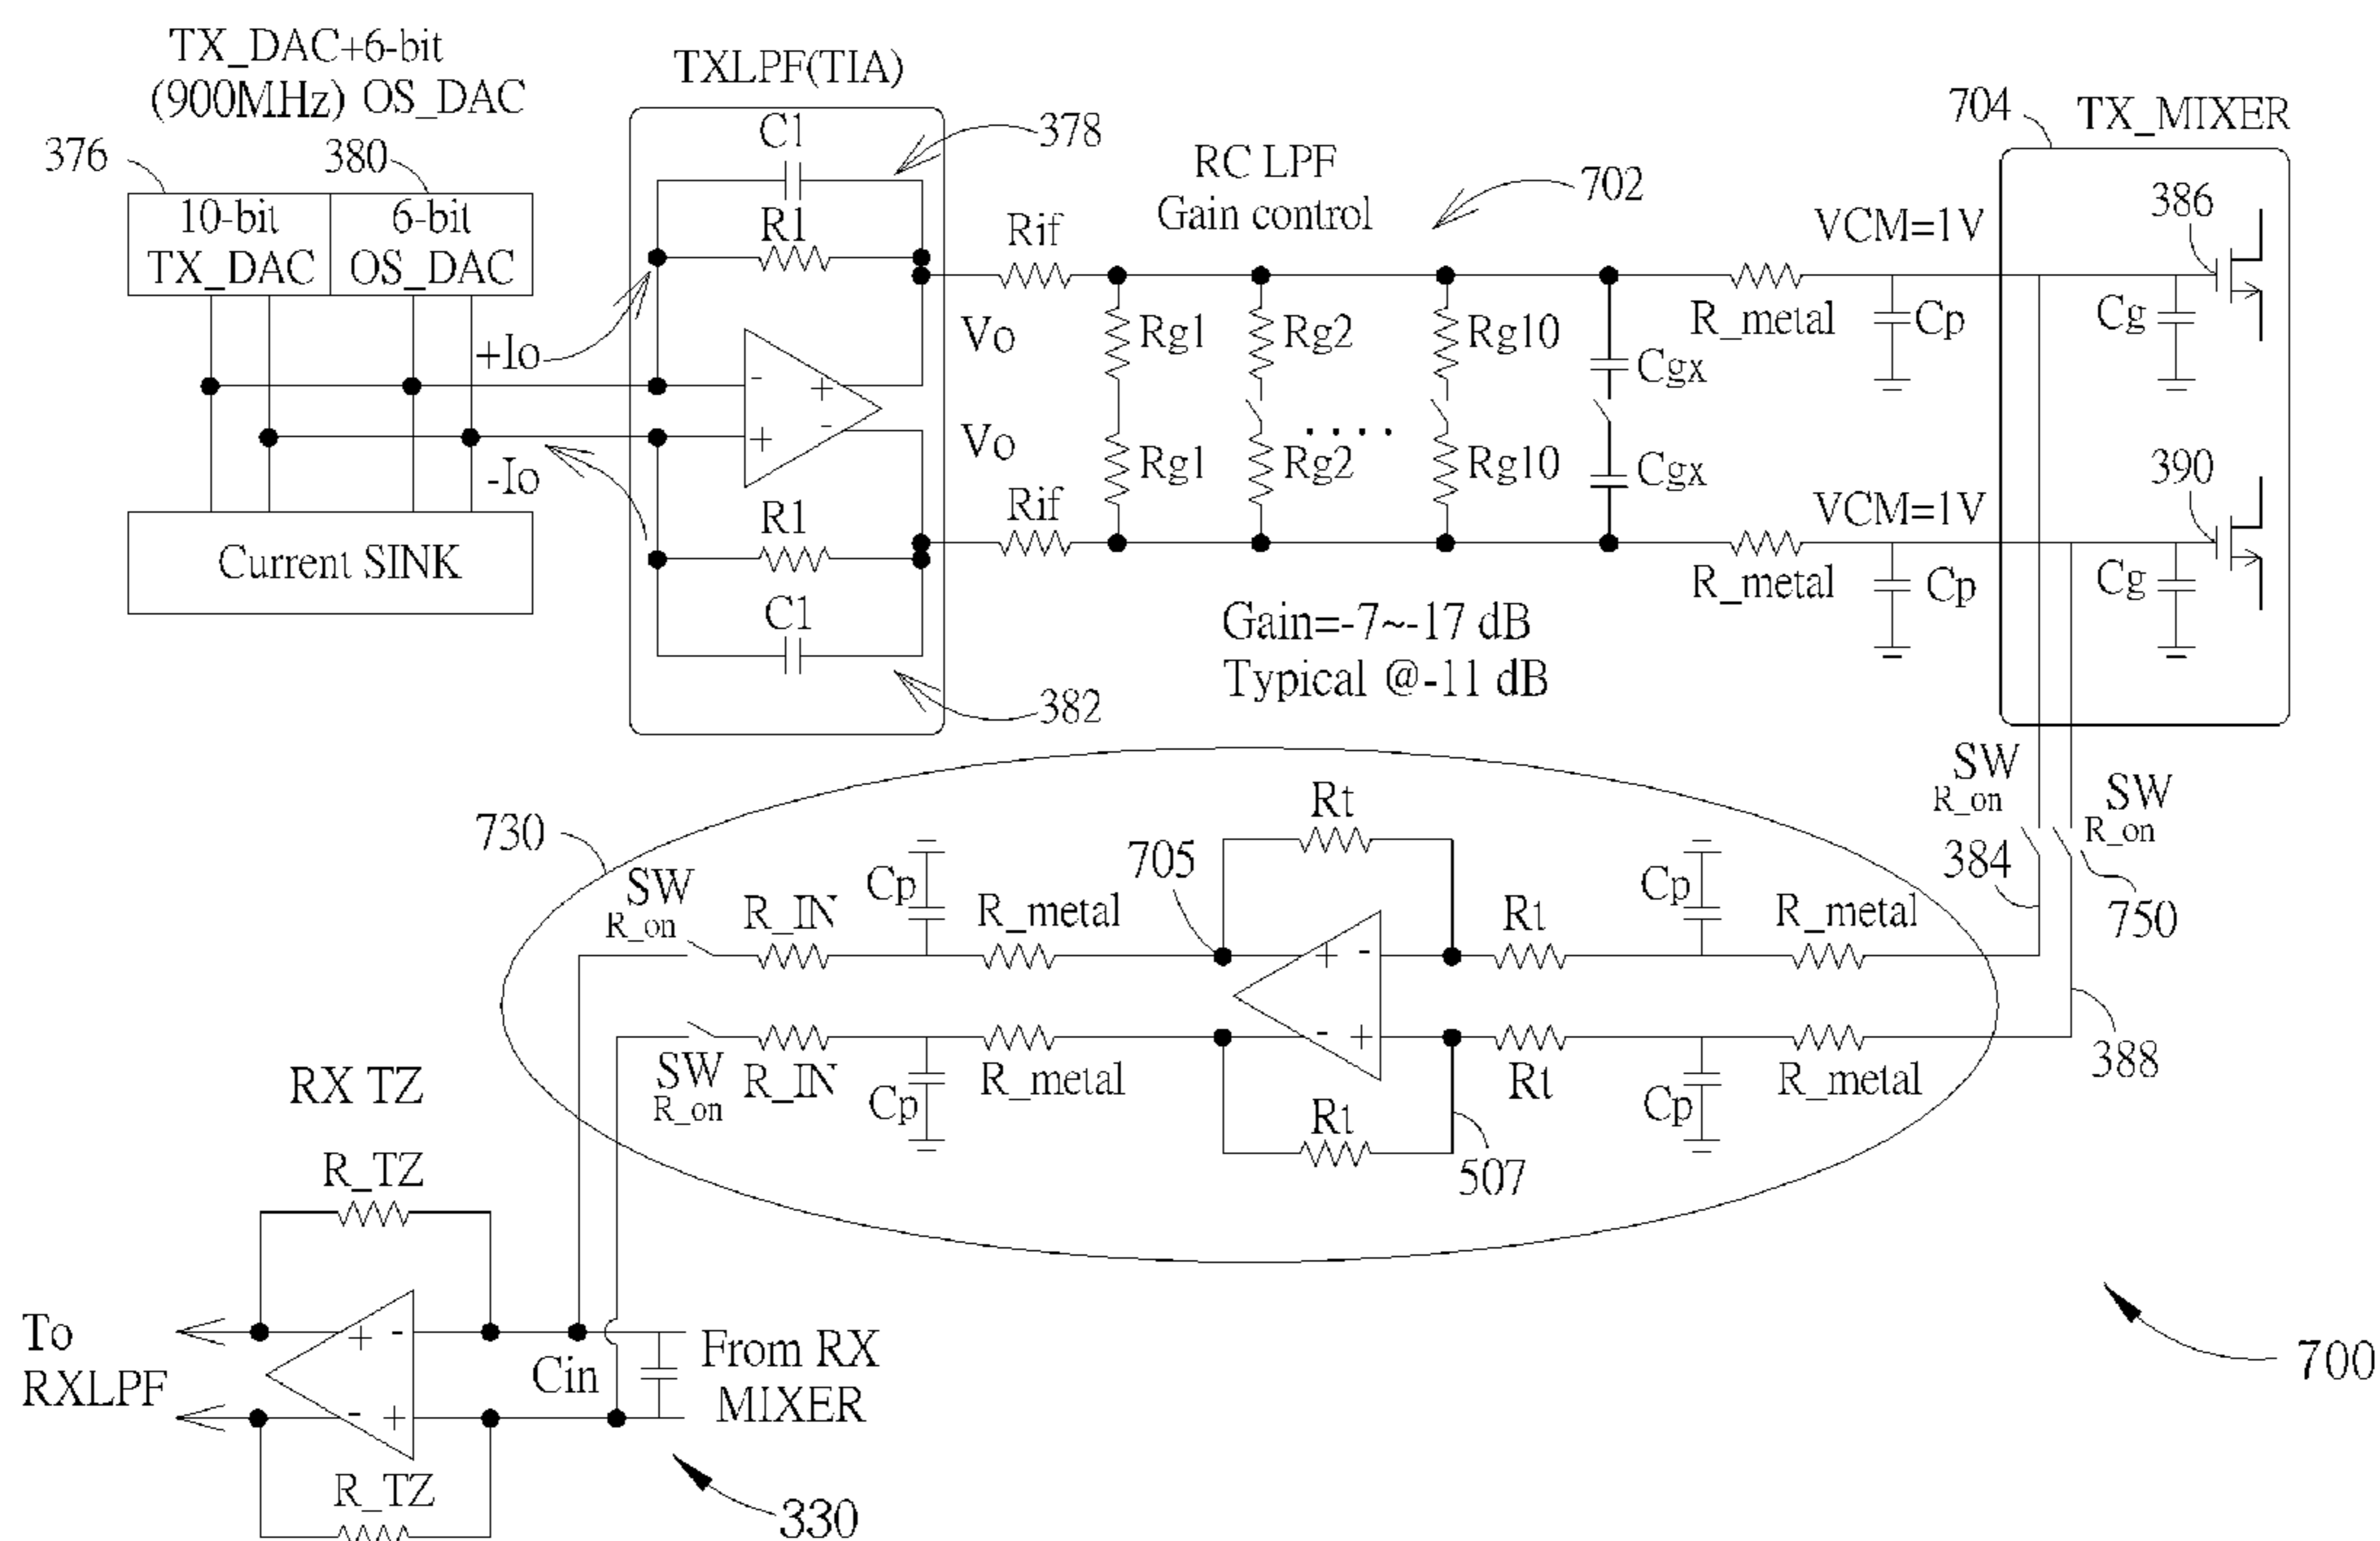 TX_DAC+6-bit
(900MHz) OS_DAC
376
380
10-bit
TX_DAC
6-bit
OS_DAC
+Io
-Io
Current SINK
TXLPF(TIA)
C1
R1
378
-
+
+
-
R1
C1
382
Vo
Vo
Rif
Rif
RC LPF
Gain control
702
Rg1
Rg2
Rg10
Cgx
. . . .
Rg1
Rg2
Rg10
Cgx
Gain=-7~-17 dB
Typical @-11 dB
VCM=1V
R_metal
Cp
VCM=1V
R_metal
Cp
704
TX_MIXER
386
Cg
390
Cg
SW
R_on
SW
R_on
384
750
388
730
SW
R_on
R_IN
Cp
R_metal
705
Rt
+ -
Rt
Cp
R_metal
SW
R_on
R_IN
Cp
R_metal
- +
Rt
507
Rt
Cp
R_metal
RX TZ
R_TZ
To
RXLPF
+ -
- +
Cin
From RX
MIXER
R_TZ
330
700